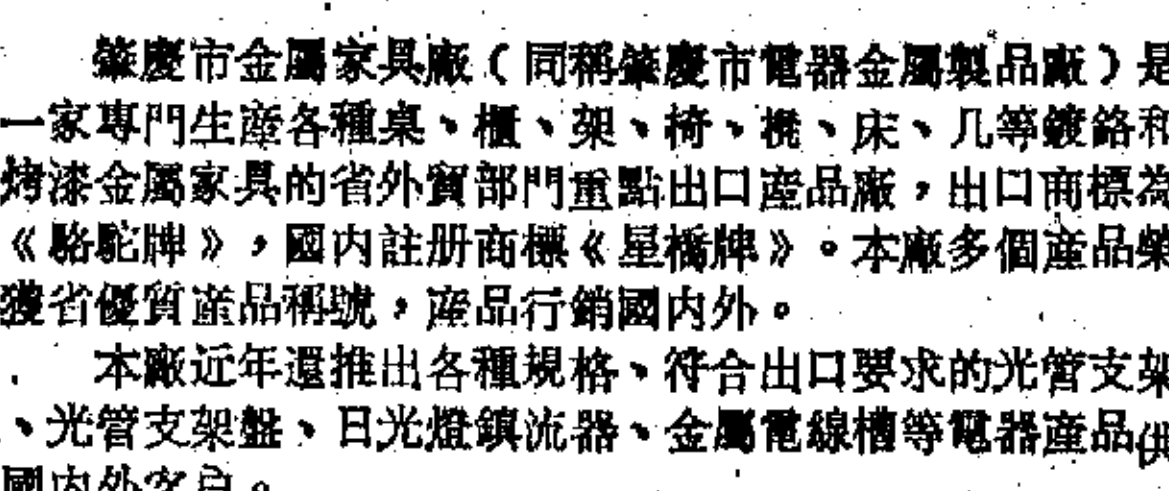 肇慶市金屬家具廠（同稱肇慶市電器金屬製品廠）是
一家專門生產各種桌、櫃、架、椅、櫈、床、几等鍍鉻和
烤漆金屬家具的省外貿部門重點出口產品廠，出口商標為
《駱駝牌》，國內註册商標《星橋牌》。本廠多個產品榮
獲省優質產品稱號，產品行銷國內外。
本廠近年還推出各種規格、符合出口要求的光管支架
、光管支架盤、日光燈鎮流器、金屬電線槽等電器產品供
國內外客户。